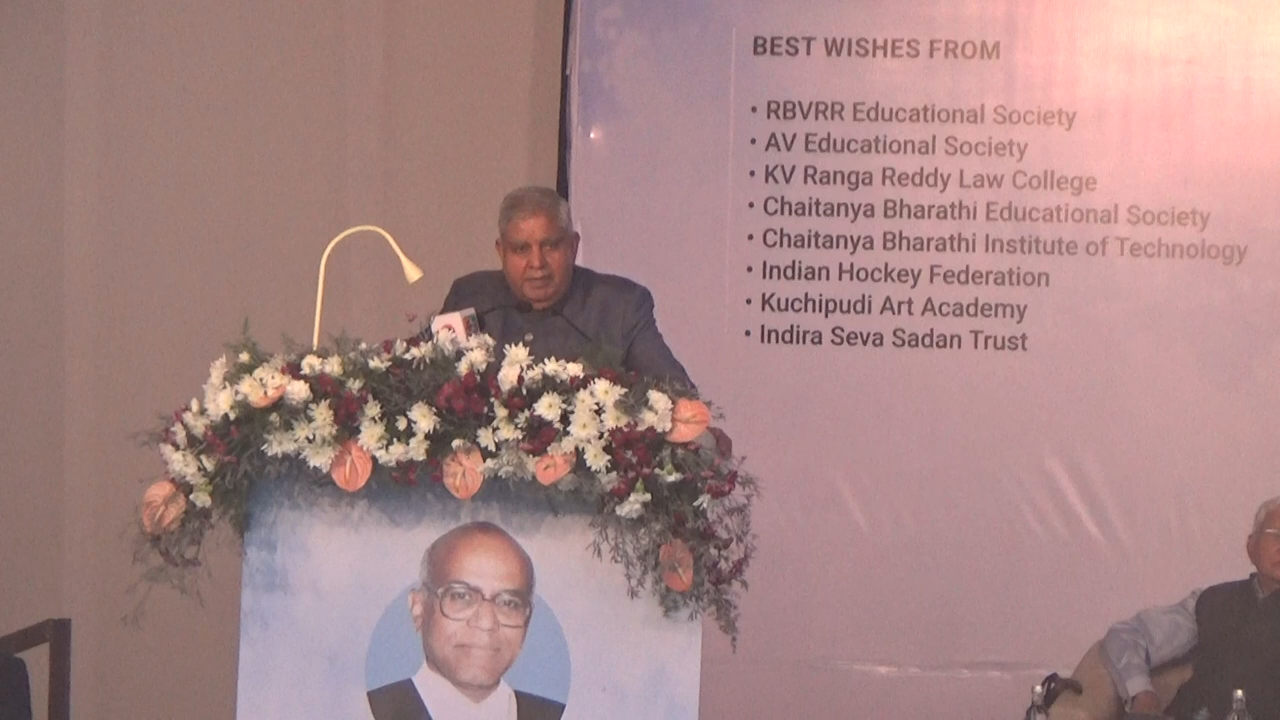 BEST WISHES FROM
• RBVRR Educational Society
• AV Educational Society
• KV Ranga Reddy Law College
• Chaitanya Bharathi Educational Society
• Chaitanya Bharathi Institute of Technology
• Indian Hockey Federation
• Kuchipudi Art Academy
• Indira Seva Sadan Trust